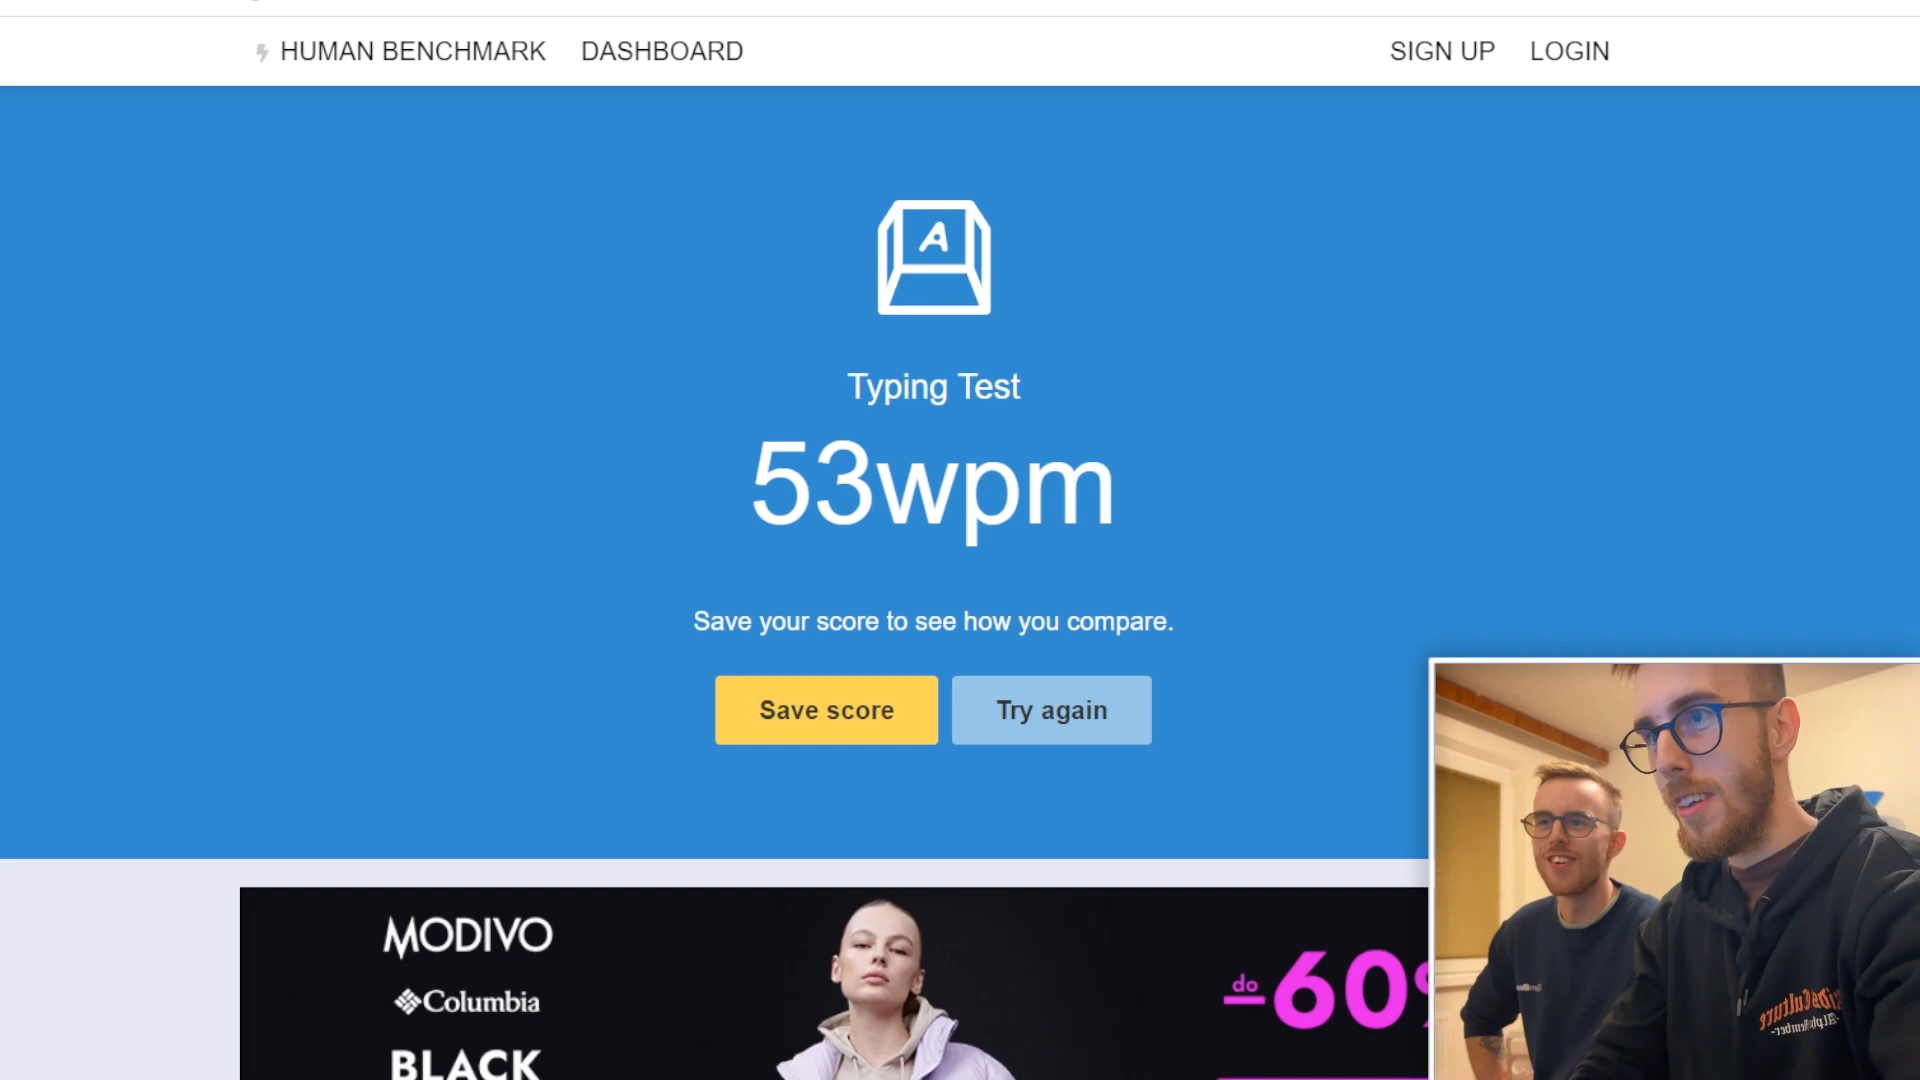 HUMAN BENCHMARK DASHBOARD SIGN UP LOGIN
A
Typing Test
53wpm
Save your score to see how you compare.
Save score Try again
MODIVO
Columbia
BLACK
do
-60%